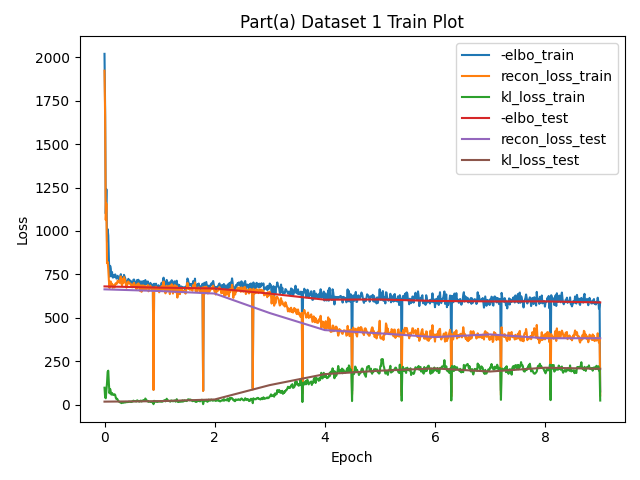 Part(a) Dataset 1 Train Plot
-elbo_train
recon_loss_train
kl_loss_train
-elbo_test
recon_loss_test
kl_loss_test
Loss
2000
1750
1500
1250
1000
750
500
250
0
0 2 4 6 8
Epoch